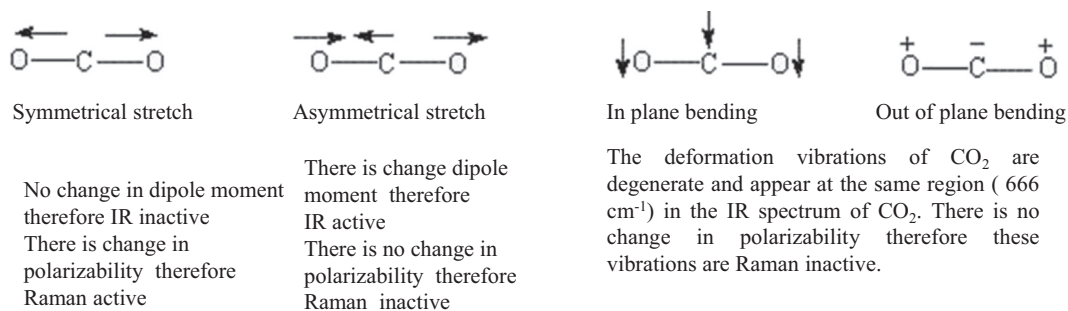 O—C—O
O—C—O
O—C—O
+ − +
O—C—O
Symmetrical stretch
Asymmetrical stretch
In plane bending
Out of plane bending
No change in dipole moment
therefore IR inactive
There is change in
polarizability therefore
Raman active
There is change dipole
moment therefore
IR active
There is no change in
polarizability therefore
Raman inactive
The deformation vibrations of CO₂ are
degenerate and appear at the same region ( 666
cm⁻¹) in the IR spectrum of CO₂. There is no
change in polarizability therefore these
vibrations are Raman inactive.